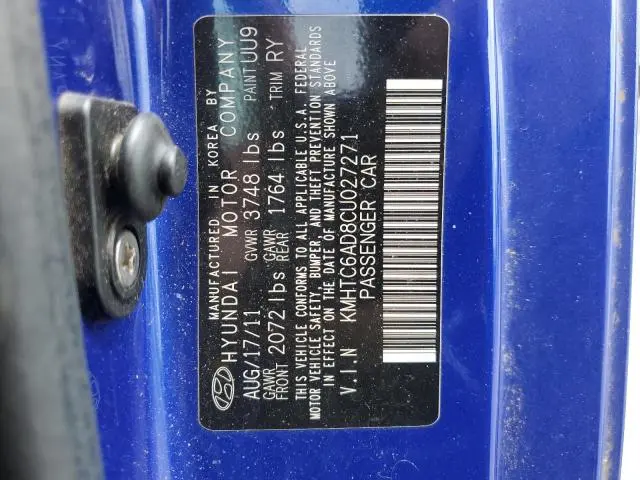 MANUFACTURED IN KOREA BY
HYUNDAI MOTOR COMPANY
AUG/17/11 GVWR 3748 lbs PAINT UU9
GAWR FRONT 2072 lbs GAWR REAR 1764 lbs TRIM RY
THIS VEHICLE CONFORMS TO ALL APPLICABLE U.S.A. FEDERAL
MOTOR VEHICLE SAFETY, BUMPER, AND THEFT PREVENTION STANDARDS
IN EFFECT ON THE DATE OF MANUFACTURE SHOWN ABOVE
V.I.N KMHTC6AD8CU027271
PASSENGER CAR